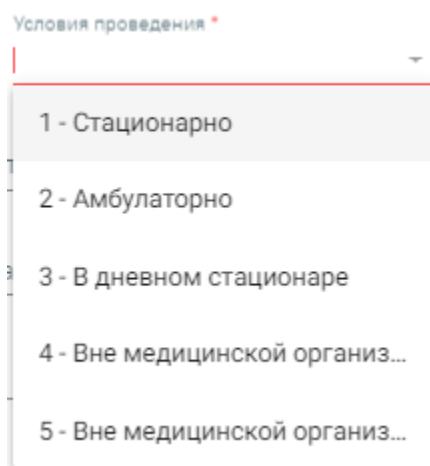 Условия проведения *
1 - Стационарно
2 - Амбулаторно
3 - В дневном стационаре
4 - Вне медицинской организ...
5 - Вне медицинской организ...